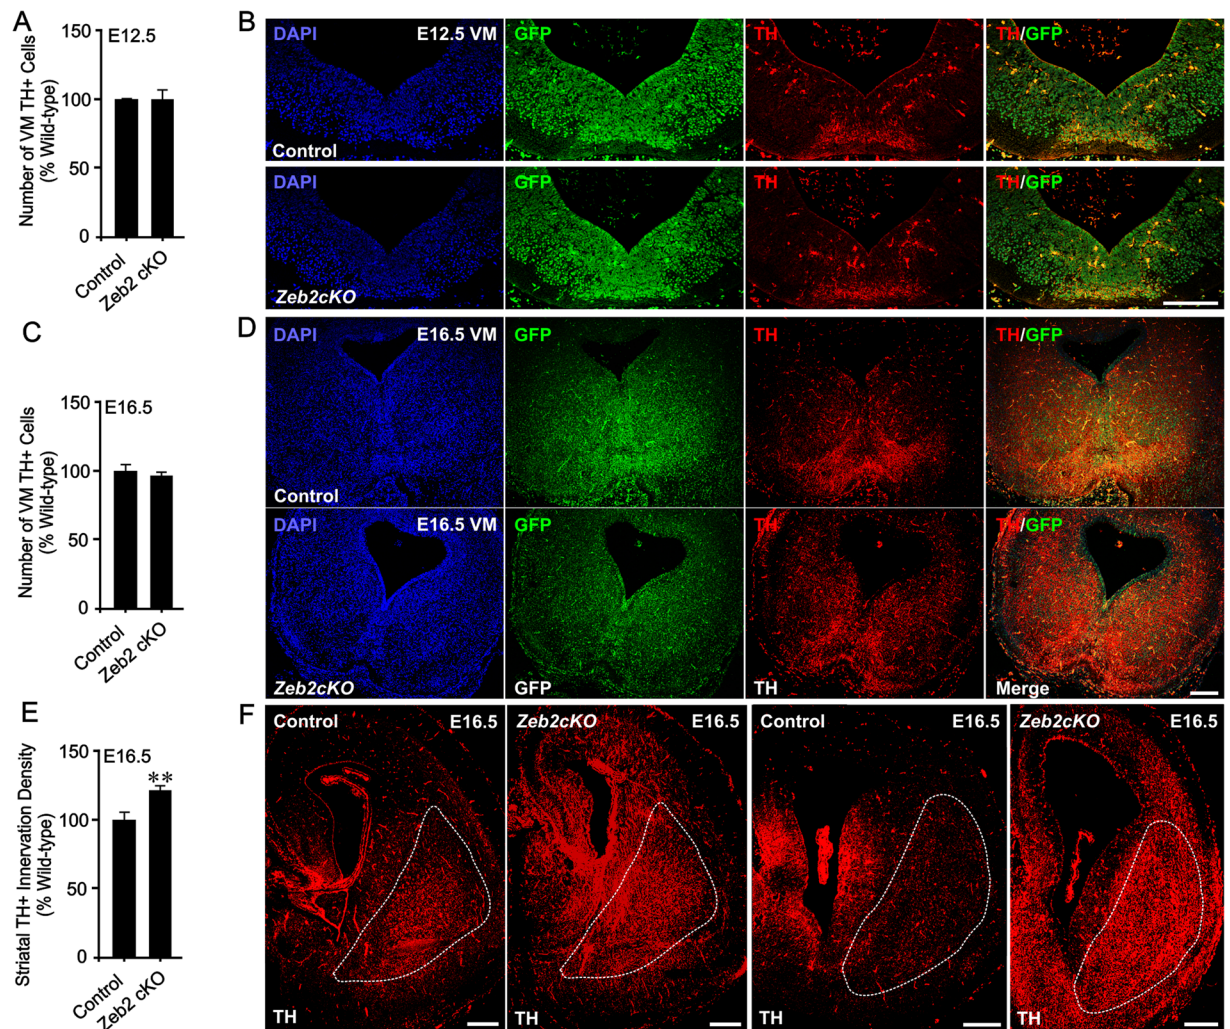 A
Number of VM TH+ Cells
(% Wild-type)
150
100
50
0
E12.5
Control
Zeb2 cKO
B
DAPI
E12.5 VM
GFP
TH
TH/GFP
Control
DAPI
GFP
TH
TH/GFP
Zeb2cKO
C
Number of VM TH+ Cells
(% Wild-type)
150
100
50
0
E16.5
Control
Zeb2 cKO
D
DAPI
E16.5 VM
GFP
TH
TH/GFP
Control
DAPI
E16.5 VM
GFP
TH
TH/GFP
Zeb2cKO
GFP
TH
Merge
E
Striatal TH+ Innervation Density
(% Wild-type)
150
100
50
0
E16.5
**
Control
Zeb2 cKO
F
Control
E16.5
TH
Zeb2cKO
E16.5
TH
Control
E16.5
TH
Zeb2cKO
E16.5
TH